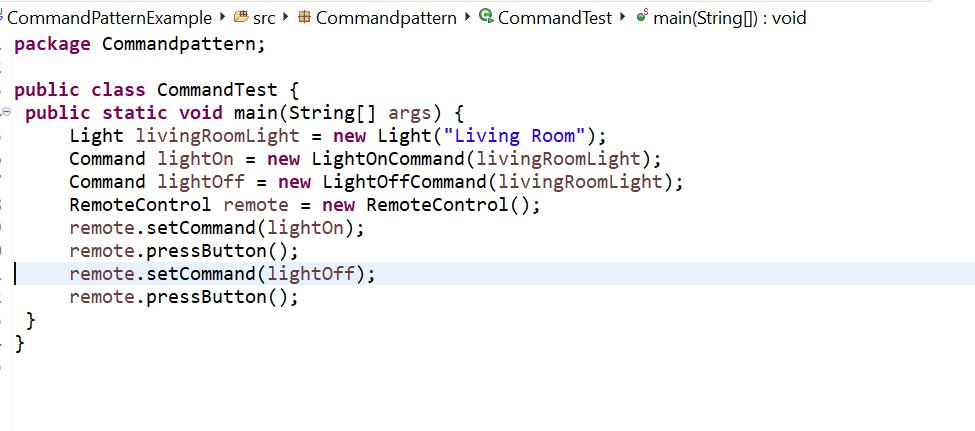 CommandPatternExample src Commandpattern CommandTest main(String[]) : void
package Commandpattern;
public class CommandTest {
public static void main(String[] args) {
Light livingRoomLight = new Light("Living Room");
Command lightOn = new LightOnCommand(livingRoomLight);
Command lightOff = new LightOffCommand(livingRoomLight);
RemoteControl remote = new RemoteControl();
remote.setCommand(lightOn);
remote.pressButton();
remote.setCommand(lightOff);
remote.pressButton();
}
}